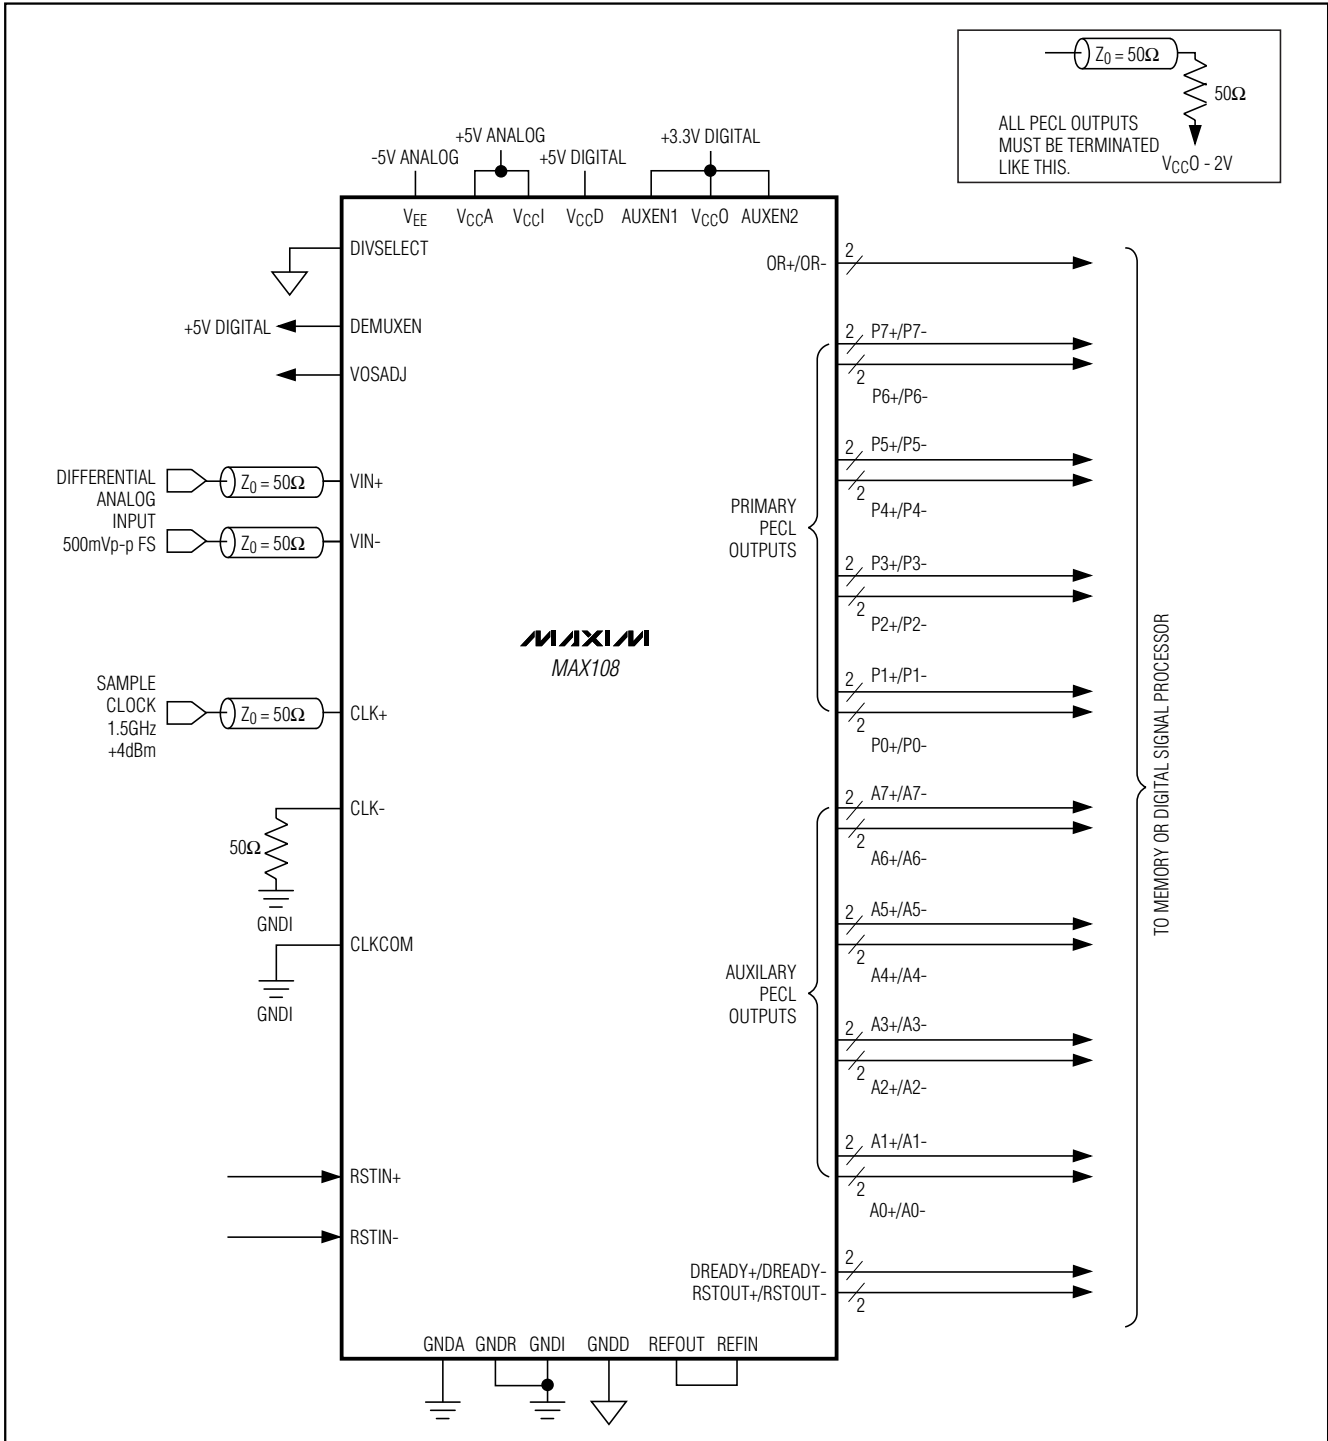 Z0 = 50Ω
50Ω
ALL PECL OUTPUTS
MUST BE TERMINATED
LIKE THIS.
VCCO - 2V
-5V ANALOG
+5V ANALOG
+5V DIGITAL
+3.3V DIGITAL
VEE
VCCA
VCCI
VCCD
AUXEN1
VCCO
AUXEN2
DIVSELECT
+5V DIGITAL
DEMUXEN
VOSADJ
DIFFERENTIAL
ANALOG
INPUT
500mVp-p FS
Z0 = 50Ω
VIN+
Z0 = 50Ω
VIN-
SAMPLE
CLOCK
1.5GHz
+4dBm
Z0 = 50Ω
CLK+
CLK-
50Ω
GNDI
CLKCOM
GNDI
RSTIN+
RSTIN-
MAXIM
MAX108
OR+/OR-
2
PRIMARY
PECL
OUTPUTS
2
P7+/P7-
2
P6+/P6-
2
P5+/P5-
2
P4+/P4-
2
P3+/P3-
2
P2+/P2-
2
P1+/P1-
2
P0+/P0-
AUXILARY
PECL
OUTPUTS
2
A7+/A7-
2
A6+/A6-
2
A5+/A5-
2
A4+/A4-
2
A3+/A3-
2
A2+/A2-
2
A1+/A1-
2
A0+/A0-
DREADY+/DREADY-
2
RSTOUT+/RSTOUT-
2
TO MEMORY OR DIGITAL SIGNAL PROCESSOR
GNDA
GNDR
GNDI
GNDD
REFOUT
REFIN